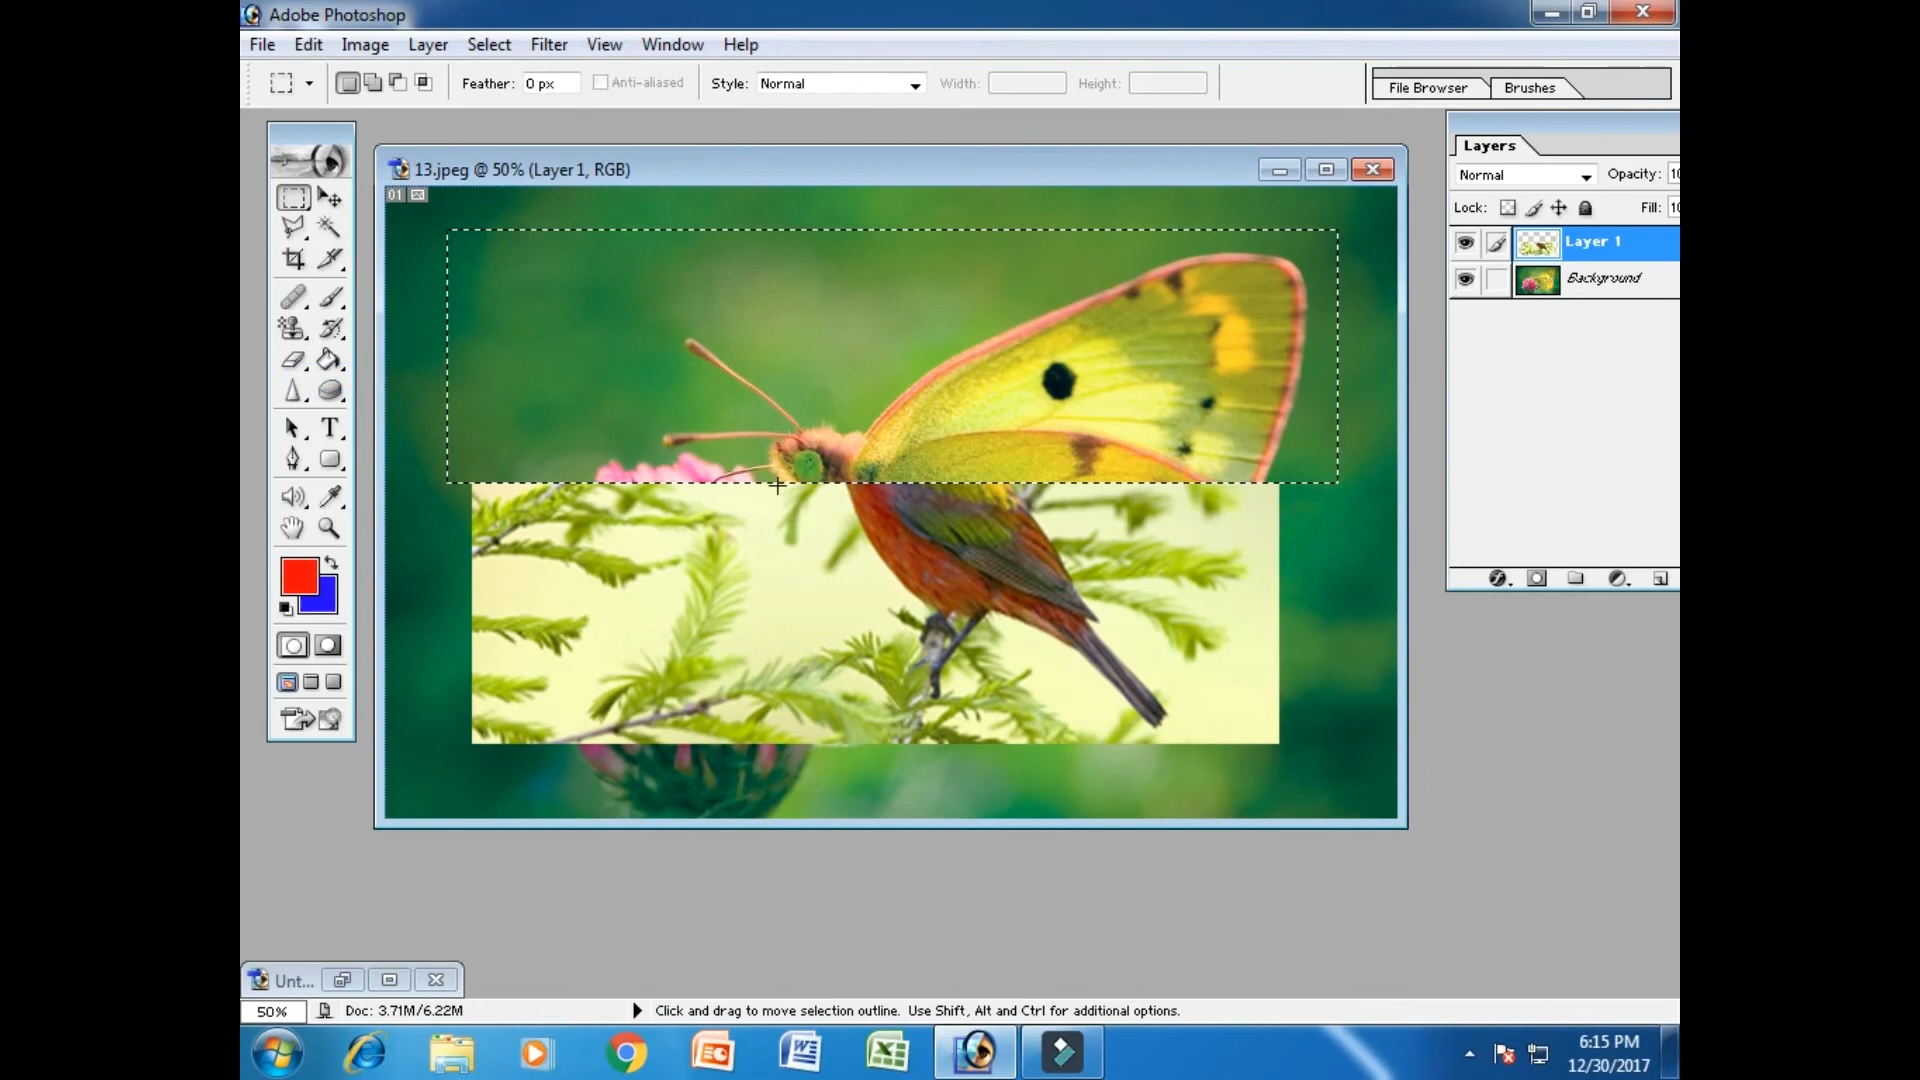 Adobe Photoshop
File Edit Image Layer Select Filter View Window Help
Feather: 0 px Anti-aliased Style: Normal Width: Height: File Browser Brushes
13.jpeg @ 50% (Layer 1, RGB)
01
Layers
Normal Opacity: 10
Lock: Fill: 10
Layer 1
Background
Unt...
50% Doc: 3.71M/6.22M Click and drag to move selection outline. Use Shift, Alt and Ctrl for additional options.
6:15 PM
12/30/2017